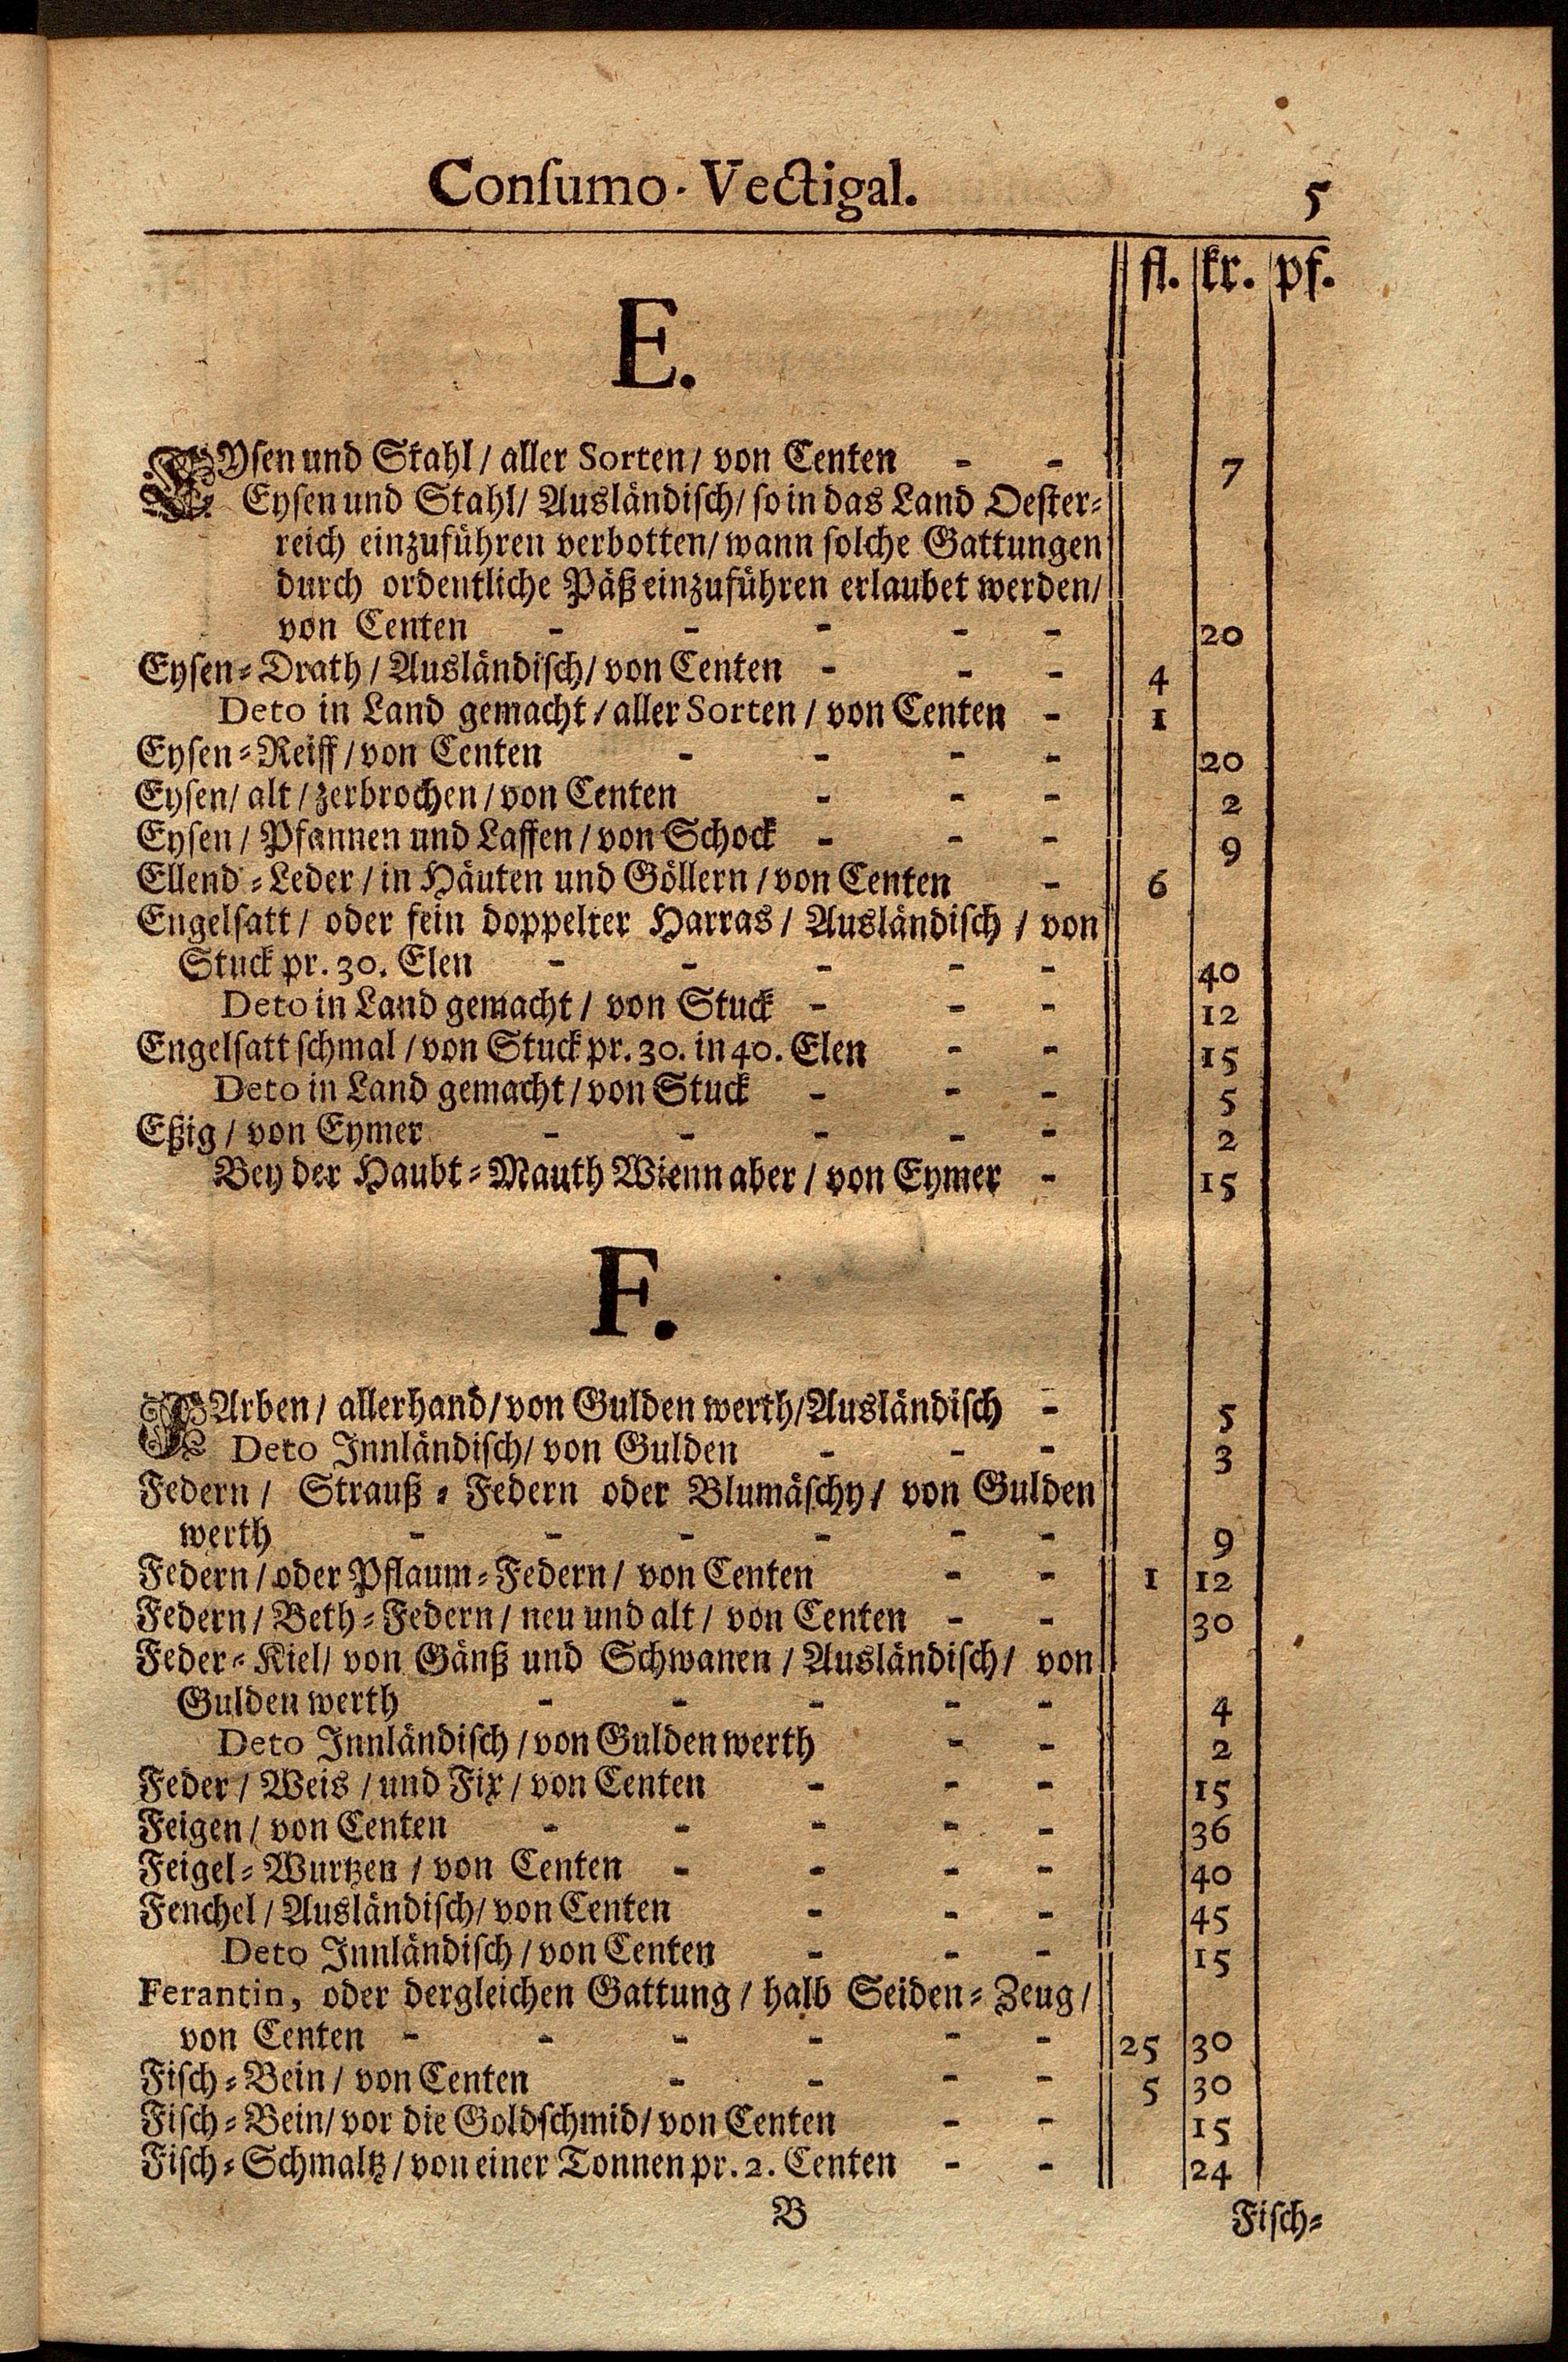 Conſumo-Vectigal. 5
fl. kr. pf.
E.
EYſen und Stahl / aller Sorten / von Centen - - 7
Eyſen und Stahl / Ausländiſch / ſo in das Land Oeſter=
reich einzuführen verbotten / wann ſolche Gattungen
durch ordentliche Päß einzuführen erlaubet werden /
von Centen - - - - - 20
Eyſen=Drath / Ausländiſch / von Centen - - - 4
Deto in Land gemacht / aller Sorten / von Centen - 1
Eyſen=Reiff / von Centen - - - - 20
Eyſen / alt / zerbrochen / von Centen - - - 2
Eyſen / Pfannen und Laffen / von Schock - - - 9
Ellend=Leder / in Häuten und Göllern / von Centen - 6
Engelſatt / oder fein doppelter Harras / Ausländiſch / von
Stuck pr. 30. Elen - - - - - 40
Deto in Land gemacht / von Stuck - - - 12
Engelſatt ſchmal / von Stuck pr. 30. in 40. Elen - - 15
Deto in Land gemacht / von Stuck - - - 5
Eßig / von Eymer - - - - - 2
Bey der Haubt=Mauth Wienn aber / von Eymer - 15
F.
FArben / allerhand / von Gulden werth / Ausländiſch - 5
Deto Innländiſch / von Gulden - - - 3
Federn / Strauß=Federn oder Blumäſchy / von Gulden
werth - - - - - - 9
Federn / oder Pflaum=Federn / von Centen - - 1 12
Federn / Beth=Federn / neu und alt / von Centen - - 30
Feder=Kiel / von Gänß und Schwanen / Ausländiſch / von
Gulden werth - - - - - 4
Deto Innländiſch / von Gulden werth - - 2
Feder / Weis / und Fix / von Centen - - - 15
Feigen / von Centen - - - - - 36
Feigel=Wurtzen / von Centen - - - - 40
Fenchel / Ausländiſch / von Centen - - - 45
Deto Innländiſch / von Centen - - - 15
Ferantin, oder dergleichen Gattung / halb Seiden=Zeug /
von Centen - - - - - - 25 30
Fiſch=Bein / von Centen - - - - 5 30
Fiſch=Bein / vor die Goldſchmid / von Centen - - 15
Fiſch=Schmaltz / von einer Tonnen pr. 2. Centen - - 24
B Fiſch=